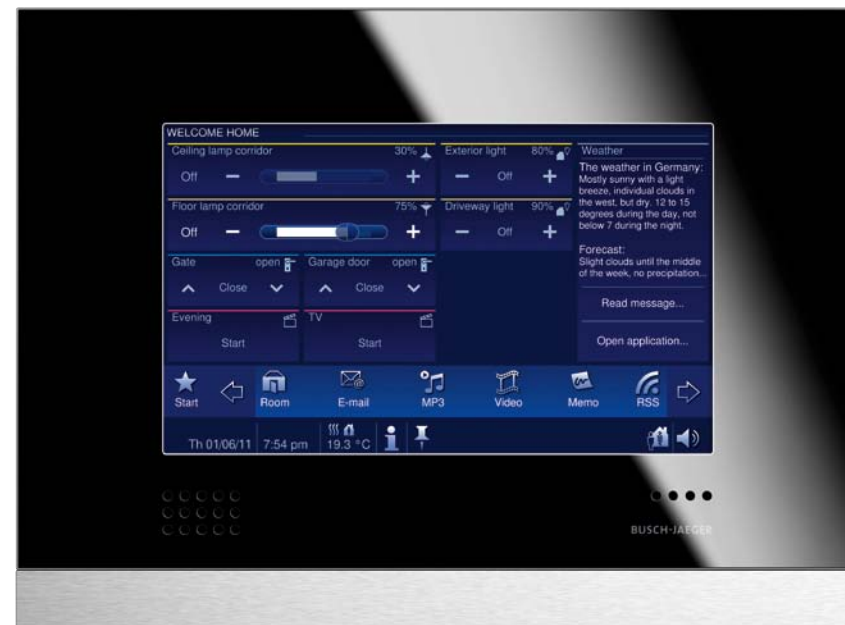 WELCOME HOME
Ceiling lamp corridor 30%
Off − +
Exterior light 80%
− Off +
Floor lamp corridor 75%
Off − +
Driveway light 90%
− Off +
Gate open
Close
Garage door open
Close
Evening
Start
TV
Start
Weather
The weather in Germany:
Mostly sunny with a light
breeze, individual clouds in
the west, but dry. 12 to 15
degrees during the day, not
below 7 during the night.
Forecast:
Slight clouds until the middle
of the week, no precipitation...
Read message...
Open application...
Start Room E-mail MP3 Video Memo RSS
Th 01/06/11 7:54 pm 19.3 °C i
BUSCH-JAEGER